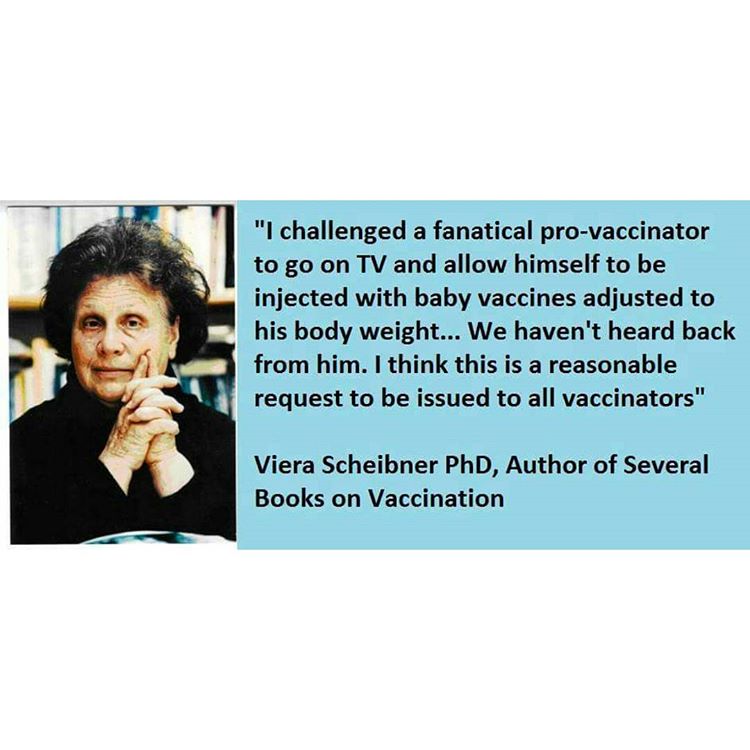 "I challenged a fanatical pro-vaccinator
to go on TV and allow himself to be
injected with baby vaccines adjusted to
his body weight... We haven't heard back
from him. I think this is a reasonable
request to be issued to all vaccinators"
Viera Scheibner PhD, Author of Several
Books on Vaccination